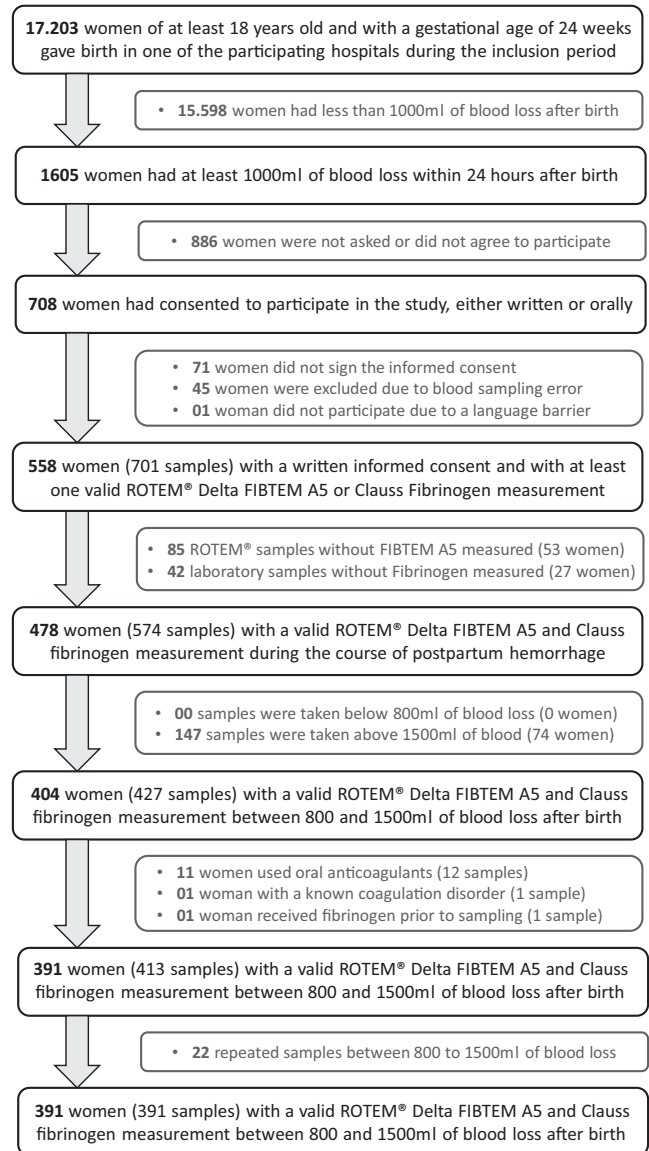 17.203 women of at least 18 years old and with a gestational age of 24 weeks
gave birth in one of the participating hospitals during the inclusion period
• 15.598 women had less than 1000ml of blood loss after birth
1605 women had at least 1000ml of blood loss within 24 hours after birth
• 886 women were not asked or did not agree to participate
708 women had consented to participate in the study, either written or orally
• 71 women did not sign the informed consent
• 45 women were excluded due to blood sampling error
• 01 woman did not participate due to a language barrier
558 women (701 samples) with a written informed consent and with at least
one valid ROTEM® Delta FIBTEM A5 or Clauss Fibrinogen measurement
• 85 ROTEM® samples without FIBTEM A5 measured (53 women)
• 42 laboratory samples without Fibrinogen measured (27 women)
478 women (574 samples) with a valid ROTEM® Delta FIBTEM A5 and Clauss
fibrinogen measurement during the course of postpartum hemorrhage
• 00 samples were taken below 800ml of blood loss (0 women)
• 147 samples were taken above 1500ml of blood (74 women)
404 women (427 samples) with a valid ROTEM® Delta FIBTEM A5 and Clauss
fibrinogen measurement between 800 and 1500ml of blood loss after birth
• 11 women used oral anticoagulants (12 samples)
• 01 woman with a known coagulation disorder (1 sample)
• 01 woman received fibrinogen prior to sampling (1 sample)
391 women (413 samples) with a valid ROTEM® Delta FIBTEM A5 and Clauss
fibrinogen measurement between 800 and 1500ml of blood loss after birth
• 22 repeated samples between 800 to 1500ml of blood loss
391 women (391 samples) with a valid ROTEM® Delta FIBTEM A5 and Clauss
fibrinogen measurement between 800 and 1500ml of blood loss after birth